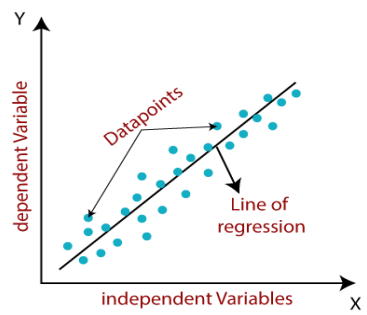 Y
dependent Variable
Datapoints
Line of
regression
independent Variables
X